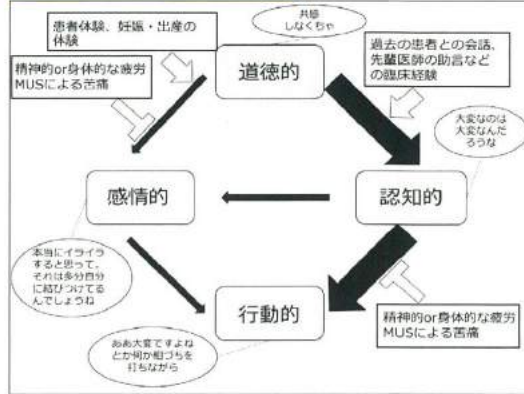 患者体験、妊娠・出産の
体験
共感
しなくちゃ
精神的or身体的な疲労
MUSによる苦痛
道徳的
過去の患者との会話、
先輩医師の助言など
の臨床経験
大変なのは
大変なんだ
ろうな
感情的
認知的
本当にイライラ
すると思って、
それは多分自分
に結びつけてる
んでしょうね
行動的
精神的or身体的な疲労
MUSによる苦痛
ああ大変ですよね
とか何か相づちを
打ちながら